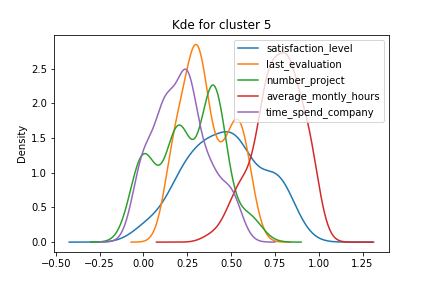 Kde for cluster 5
satisfaction_level
last_evaluation
number_project
average_montly_hours
time_spend_company
Density
2.5
2.0
1.5
1.0
0.5
0.0
-0.50 -0.25 0.00 0.25 0.50 0.75 1.00 1.25